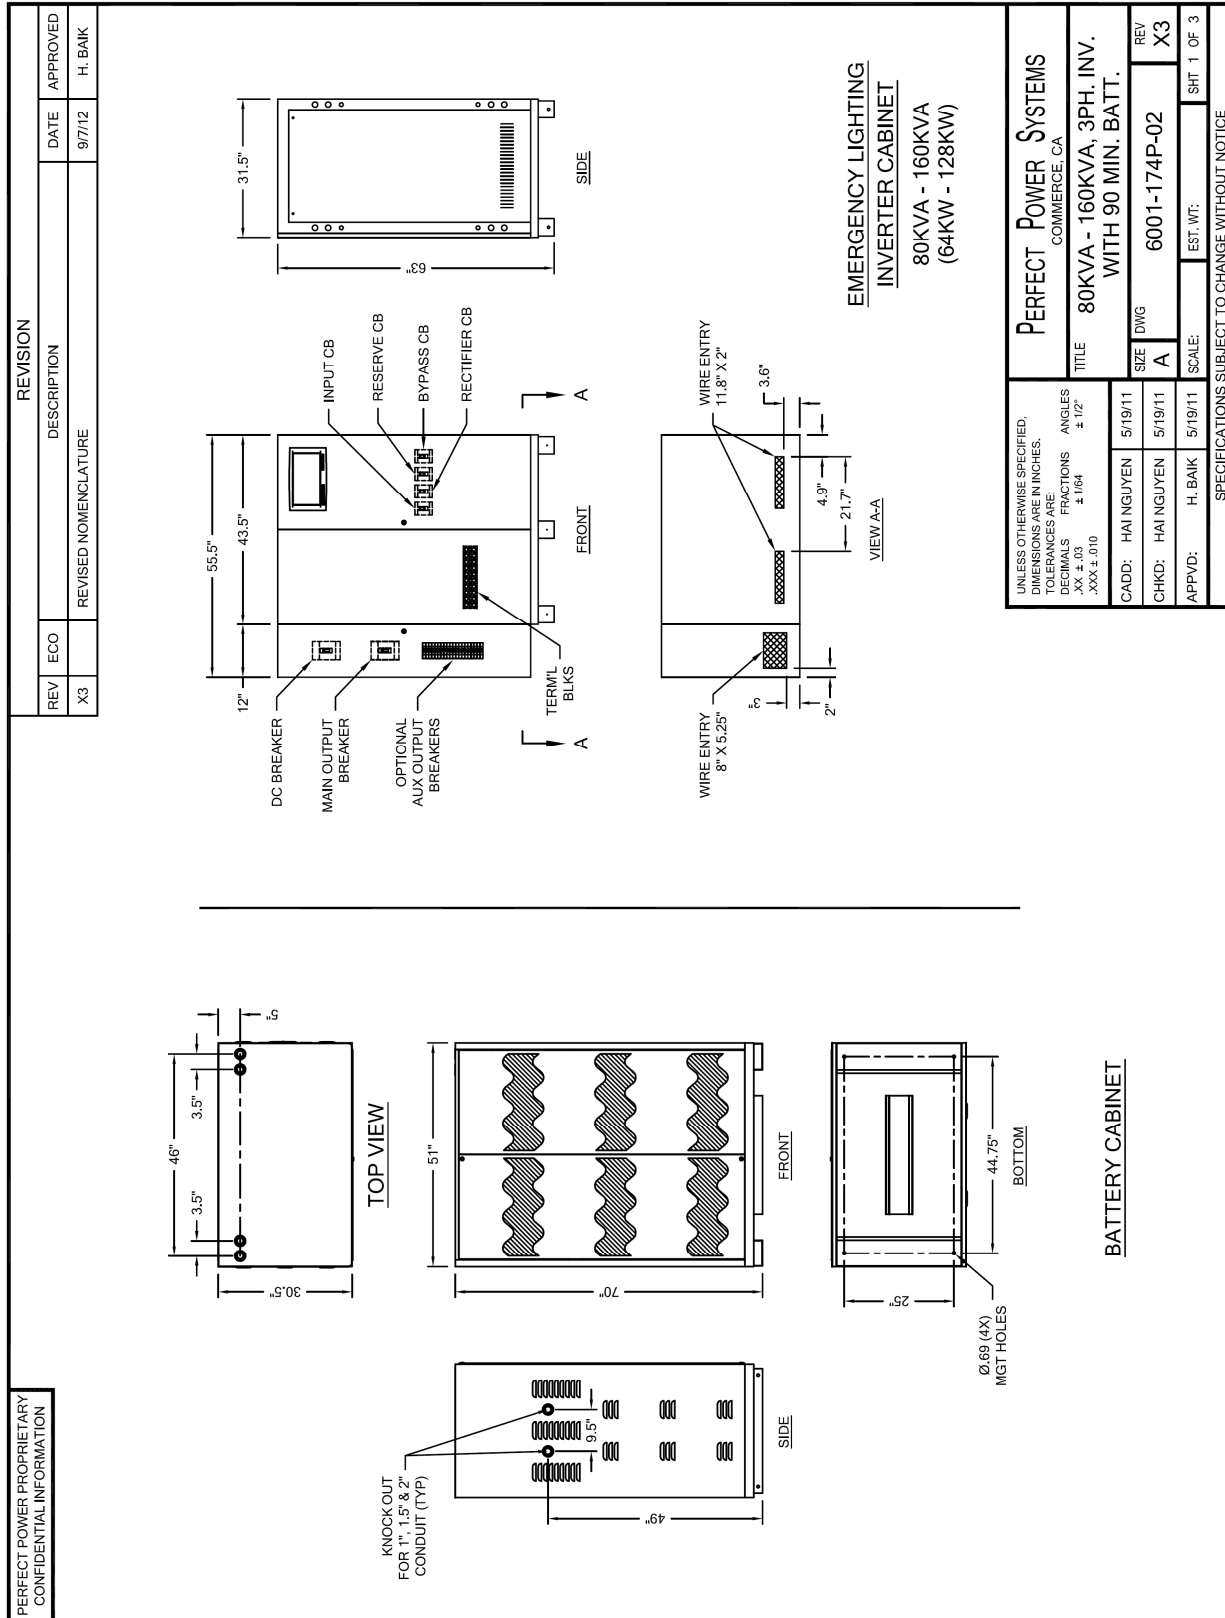 PERFECT POWER PROPRIETARY
CONFIDENTIAL INFORMATION
REVISION
REV
ECO
DESCRIPTION
DATE
APPROVED
X3
REVISED NOMENCLATURE
9/7/12
H. BAIK
46"
3.5"
3.5"
5"
30.5"
TOP VIEW
KNOCK OUT
FOR 1", 1.5" & 2"
CONDUIT (TYP)
49"
9.5"
SIDE
51"
70"
FRONT
Ø.69 (4X)
MGT HOLES
25"
44.75"
BOTTOM
BATTERY CABINET
55.5"
12"
43.5"
DC BREAKER
MAIN OUTPUT
BREAKER
OPTIONAL
AUX OUTPUT
BREAKERS
TERM'L
BLKS
INPUT CB
RESERVE CB
BYPASS CB
RECTIFIER CB
A
A
FRONT
31.5"
63"
SIDE
WIRE ENTRY
8" X 5.25"
3"
2"
WIRE ENTRY
11.8" X 2"
3.6"
4.9"
21.7"
VIEW A-A
EMERGENCY LIGHTING
INVERTER CABINET
80KVA - 160KVA
(64KW - 128KW)
UNLESS OTHERWISE SPECIFIED,
DIMENSIONS ARE IN INCHES.
TOLERANCES ARE:
DECIMALS FRACTIONS ANGLES
.XX ± .03 ± 1/64 ± 1/2°
.XXX ± .010
CADD: HAI NGUYEN 5/19/11
CHKD: HAI NGUYEN 5/19/11
APPVD: H. BAIK 5/19/11
PERFECT POWER SYSTEMS
COMMERCE, CA
TITLE
80KVA - 160KVA, 3PH. INV.
WITH 90 MIN. BATT.
SIZE
A
DWG
6001-174P-02
REV
X3
SCALE:
EST. WT:
SHT 1 OF 3
SPECIFICATIONS SUBJECT TO CHANGE WITHOUT NOTICE